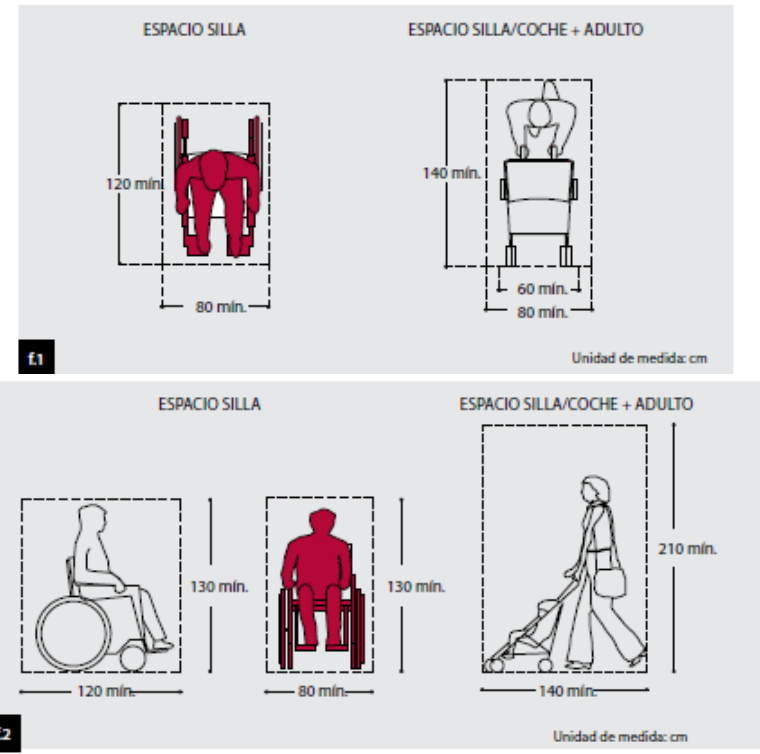 ESPACIO SILLA
ESPACIO SILLA/COCHE + ADULTO
120 mín.
140 mín.
80 mín.
60 mín.
80 mín.
f.1
Unidad de medida: cm
ESPACIO SILLA
ESPACIO SILLA/COCHE + ADULTO
130 mín.
130 mín.
210 mín.
120 mín.
80 mín.
140 mín.
.2
Unidad de medida: cm